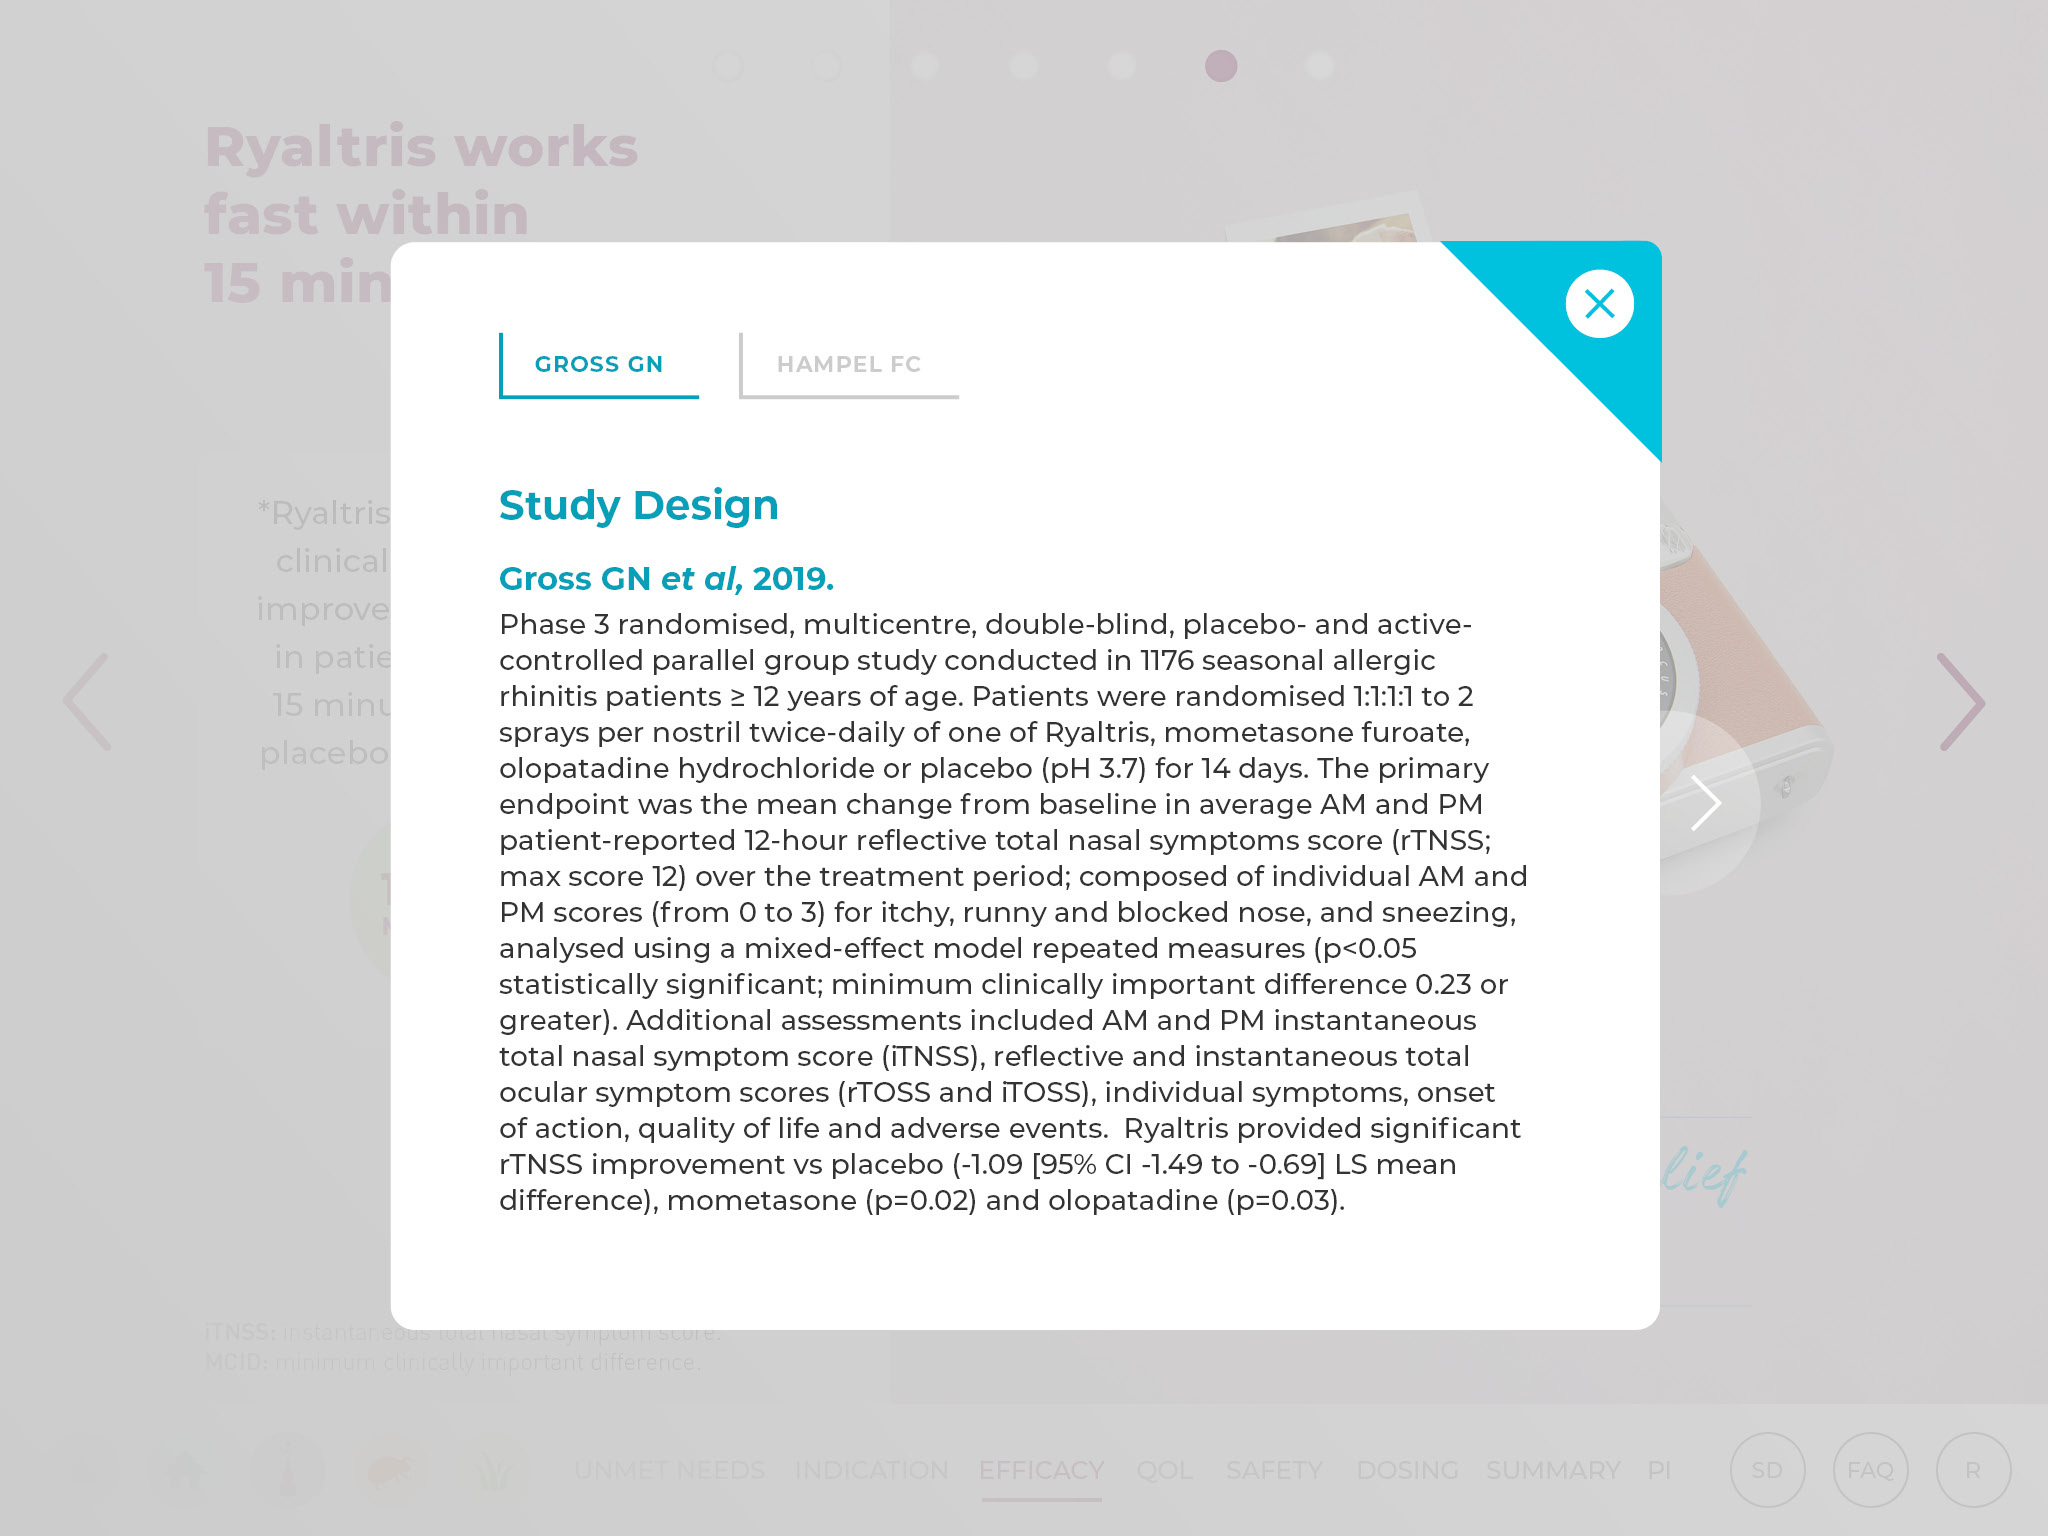 Ryaltris works
fast within
15 min
GROSS GN
HAMPEL FC
Study Design
Gross GN et al, 2019.
Phase 3 randomised, multicentre, double-blind, placebo- and active-
controlled parallel group study conducted in 1176 seasonal allergic
rhinitis patients ≥ 12 years of age. Patients were randomised 1:1:1:1 to 2
sprays per nostril twice-daily of one of Ryaltris, mometasone furoate,
olopatadine hydrochloride or placebo (pH 3.7) for 14 days. The primary
endpoint was the mean change from baseline in average AM and PM
patient-reported 12-hour reflective total nasal symptoms score (rTNSS;
max score 12) over the treatment period; composed of individual AM and
PM scores (from 0 to 3) for itchy, runny and blocked nose, and sneezing,
analysed using a mixed-effect model repeated measures (p<0.05
statistically significant; minimum clinically important difference 0.23 or
greater). Additional assessments included AM and PM instantaneous
total nasal symptom score (iTNSS), reflective and instantaneous total
ocular symptom scores (rTOSS and iTOSS), individual symptoms, onset
of action, quality of life and adverse events.  Ryaltris provided significant
rTNSS improvement vs placebo (-1.09 [95% CI -1.49 to -0.69] LS mean
difference), mometasone (p=0.02) and olopatadine (p=0.03).
*Ryaltris
clinical
improve
in patie
15 minu
placebo
lief
iTNSS: instantaneous total nasal symptom score.
MCID: minimum clinically important difference.
UNMET NEEDS INDICATION EFFICACY QOL SAFETY DOSING SUMMARY PI SD FAQ R